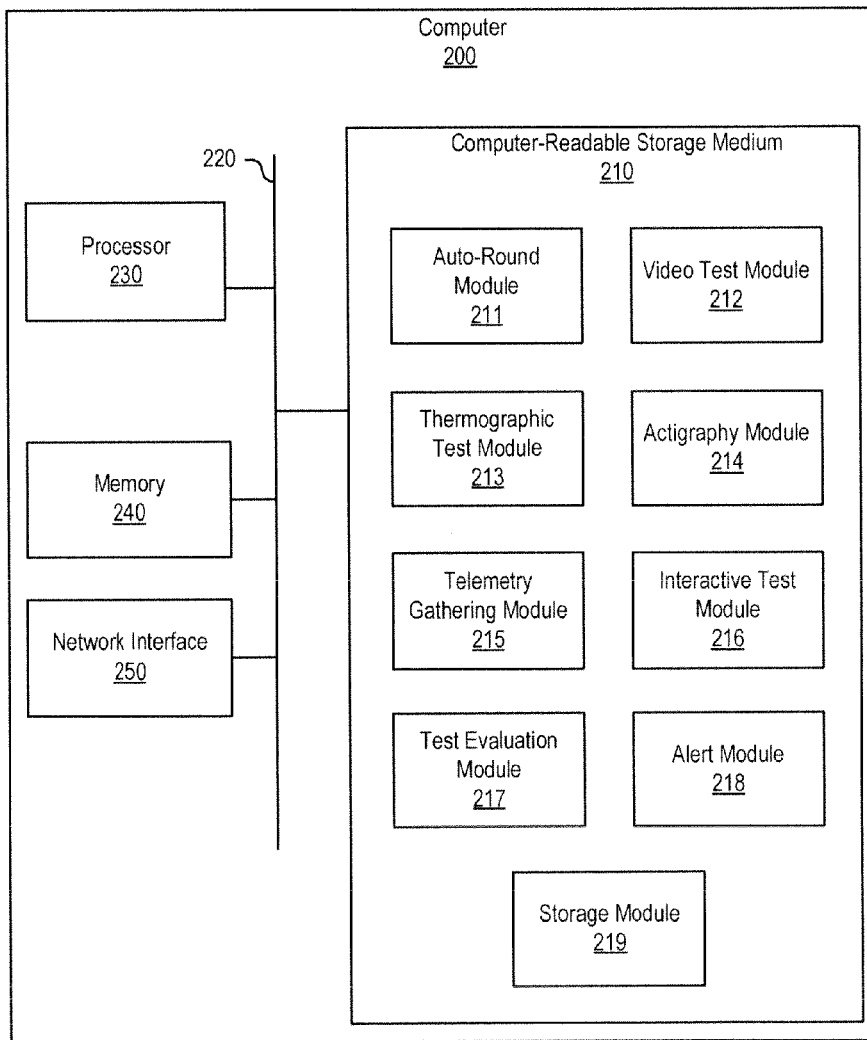 Computer
200
220
Processor
230
Memory
240
Network Interface
250
Computer-Readable Storage Medium
210
Auto-Round
Module
211
Video Test Module
212
Thermographic
Test Module
213
Actigraphy Module
214
Telemetry
Gathering Module
215
Interactive Test
Module
216
Test Evaluation
Module
217
Alert Module
218
Storage Module
219